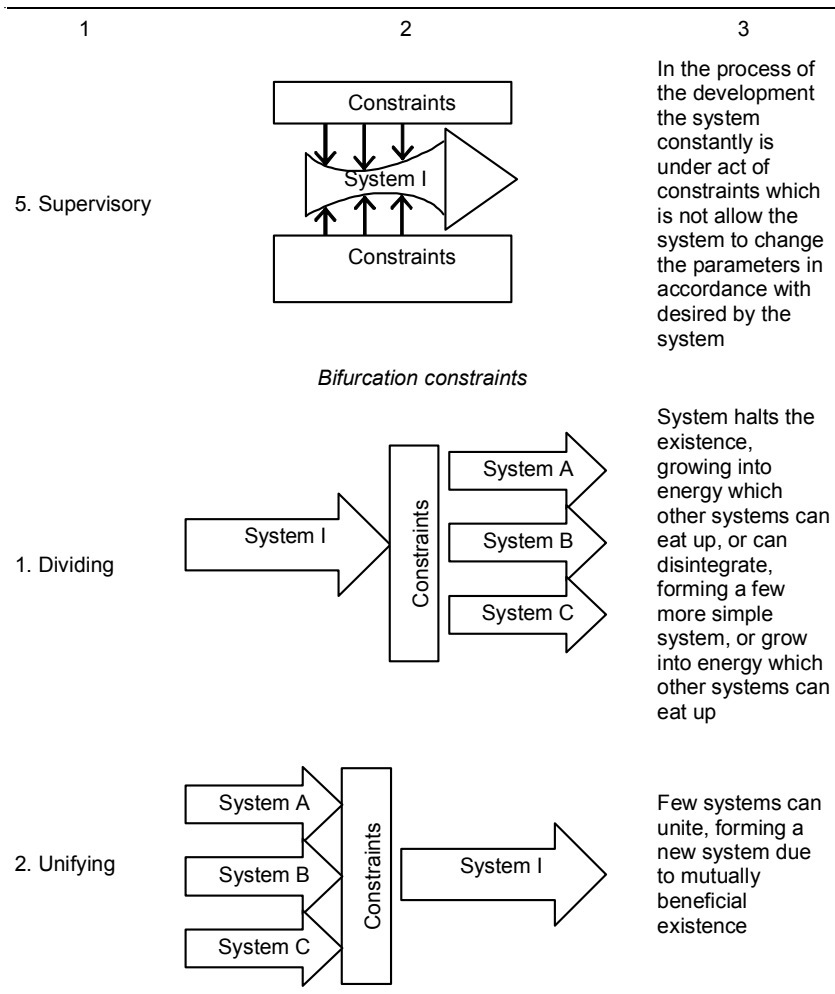 1 2 3
5. Supervisory
Constraints
System I
Constraints
In the process of
the development
the system
constantly is
under act of
constraints which
is not allow the
system to change
the parameters in
accordance with
desired by the
system
Bifurcation constraints
1. Dividing
System I
Constraints
System A
System B
System C
System halts the
existence,
growing into
energy which
other systems can
eat up, or can
disintegrate,
forming a few
more simple
system, or grow
into energy which
other systems can
eat up
2. Unifying
System A
System B
System C
Constraints
System I
Few systems can
unite, forming a
new system due
to mutually
beneficial
existence